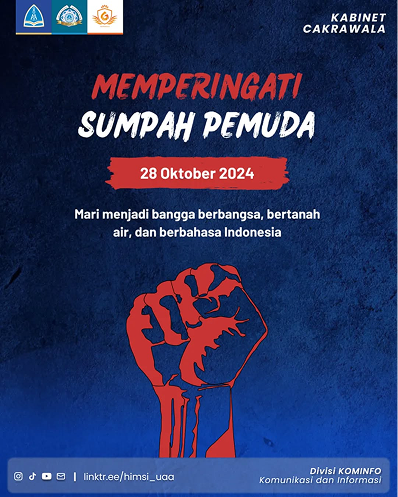 KABINET
CAKRAWALA
MEMPERINGATI
SUMPAH PEMUDA
28 Oktober 2024
Mari menjadi bangga berbangsa, bertanah
air, dan berbahasa Indonesia
| linktr.ee/himsi_uaa
Divisi KOMINFO
Komunikasi dan Informasi